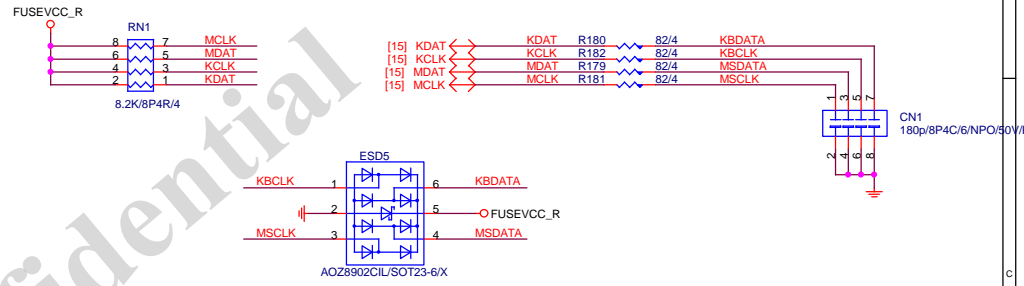 FUSEVCC_R
RN1
8 7 MCLK
6 5 MDAT
4 3 KCLK
2 1 KDAT
8.2K/8P4R/4
[15] KDAT KDAT R180 82/4 KBDATA
[15] KCLK KCLK R182 82/4 KBCLK
[15] MDAT MDAT R179 82/4 MSDATA
[15] MCLK MCLK R181 82/4 MSCLK
1 3 5 7
CN1
180p/8P4C/6/NPO/50V/
2 4 6 8
ESD5
KBCLK 1 6 KBDATA
2 5 FUSEVCC_R
MSCLK 3 4 MSDATA
AOZ8902CIL/SOT23-6/X
C
fidential